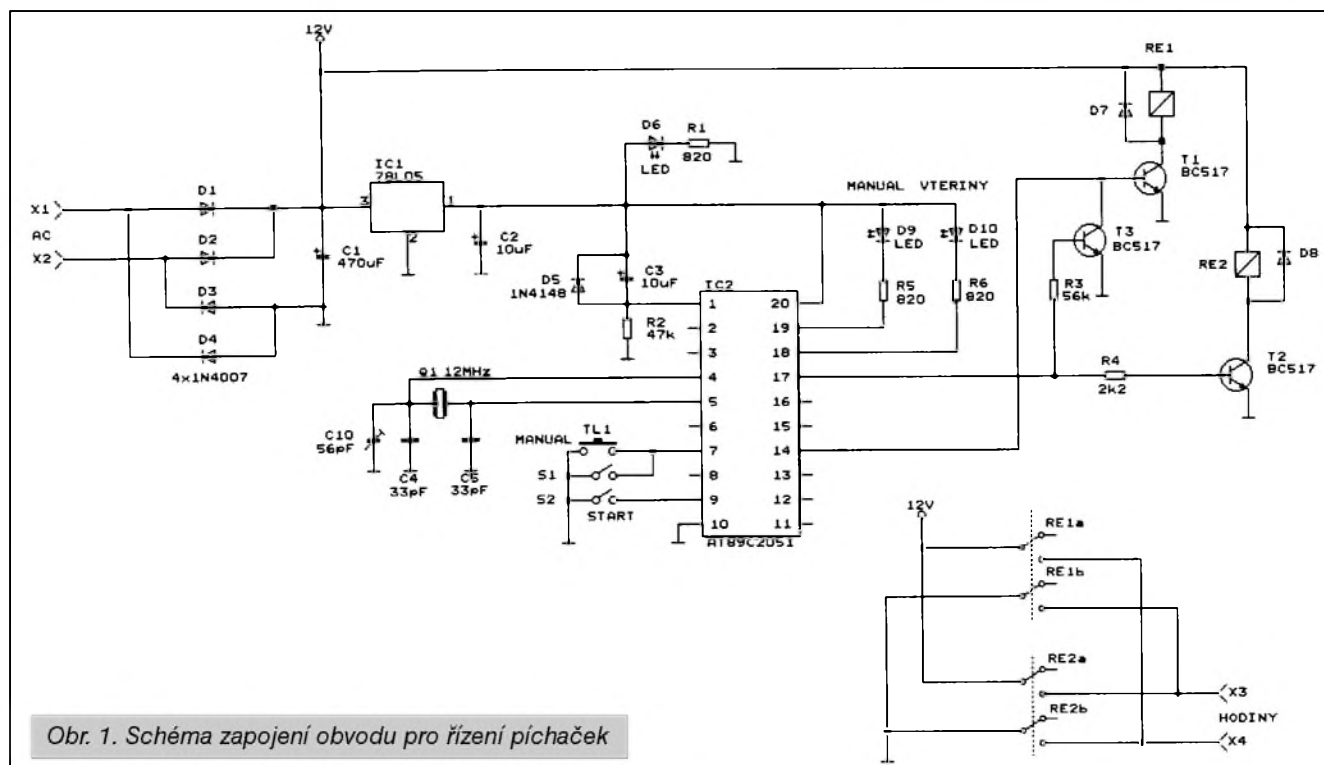 12V
RE1
D7
D6
R1
LED
820
T1
BC517
IC1
78L05
3
1
2
MANUAL VTERINY
D1
X1
AC
X2
D2
C1
470uF
C2
10uF
D9
LED
D10
LED
T3
BC517
D8
RE2
D5
1N4148
C3
10uF
IC2
R5
820
R6
820
R3
56k
D3
D4
4x1N4007
R2
47k
1
2
3
4
5
6
7
8
9
10
20
19
18
17
16
15
14
13
12
11
AT89C2051
R4
2k2
T2
BC517
Q1 12MHz
C10
56pF
C4
33pF
C5
33pF
MANUAL
TL1
S1
S2
START
12V
RE1a
RE1b
RE2a
RE2b
X3
HODINY
X4
Obr. 1. Schéma zapojení obvodu pro řízení píchaček